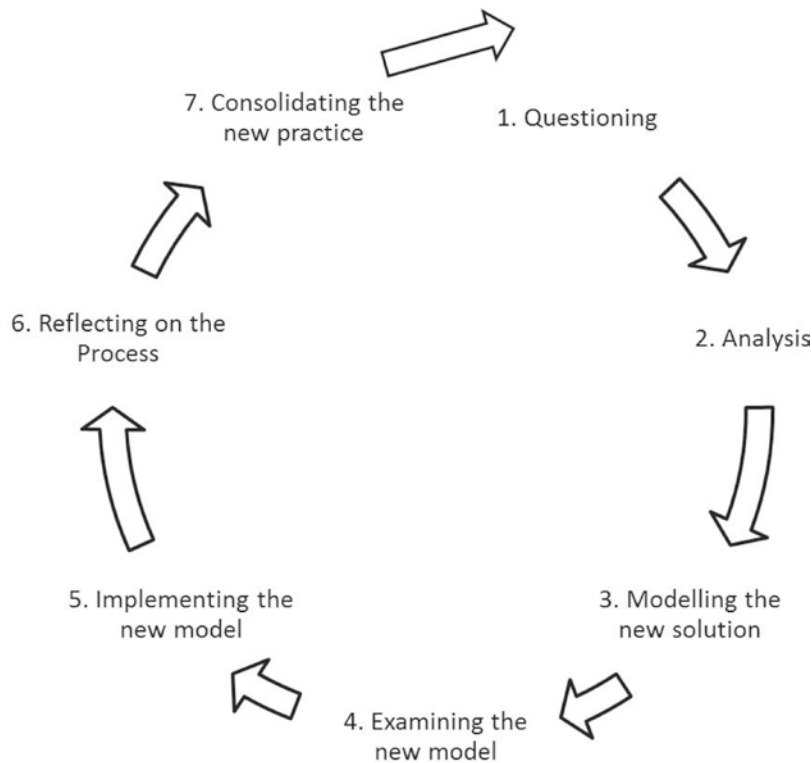 1. Questioning
2. Analysis
3. Modelling the
new solution
4. Examining the
new model
5. Implementing the
new model
6. Reflecting on the
Process
7. Consolidating the
new practice